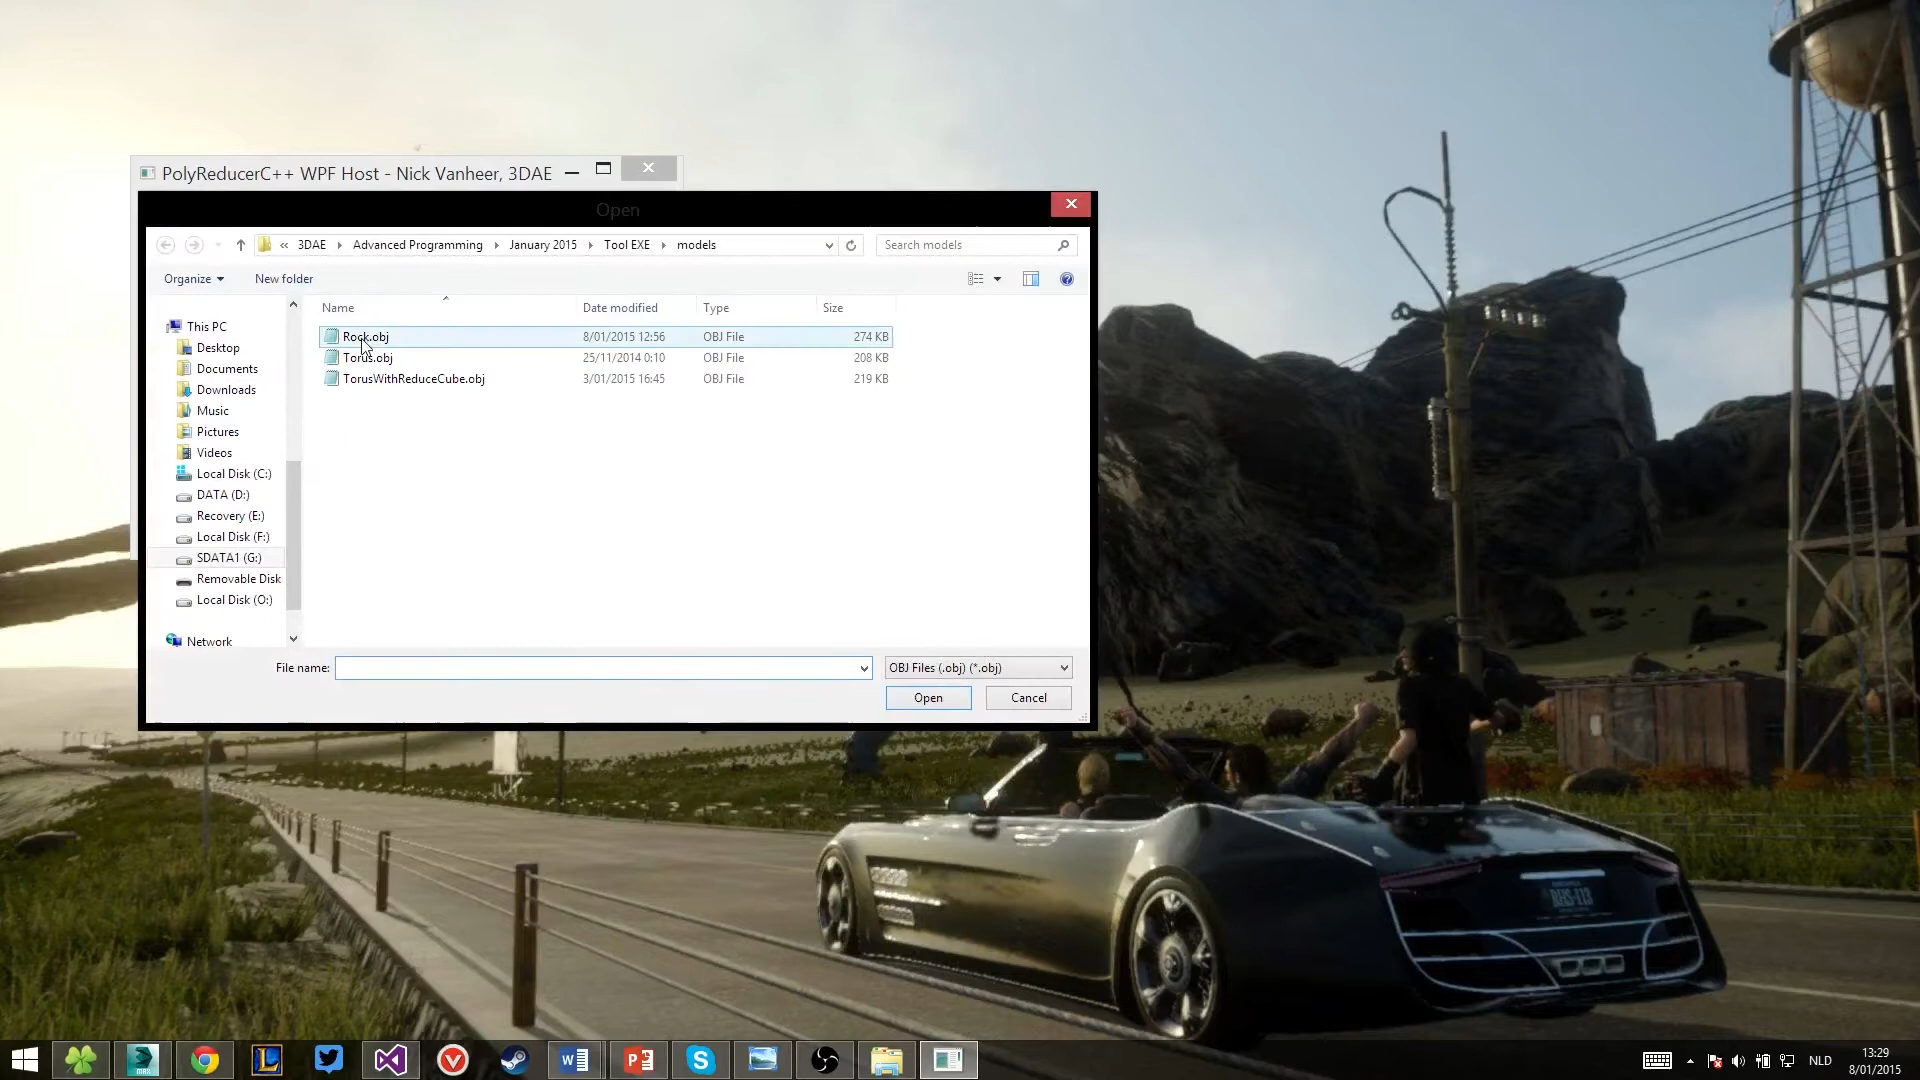 PolyReducerC++ WPF Host - Nick Vanheer, 3DAE
Open
« 3DAE Advanced Programming January 2015 Tool EXE models
Search models
Organize New folder
Name Date modified Type Size
Rock.obj 8/01/2015 12:56 OBJ File 274 KB
Torus.obj 25/11/2014 0:10 OBJ File 208 KB
TorusWithReduceCube.obj 3/01/2015 16:45 OBJ File 219 KB
This PC
Desktop
Documents
Downloads
Music
Pictures
Videos
Local Disk (C:)
DATA (D:)
Recovery (E:)
Local Disk (F:)
SDATA1 (G:)
Removable Disk
Local Disk (O:)
Network
File name:
OBJ Files (.obj) (*.obj)
Open Cancel
RHS-113
MAX
NLD
13:29
8/01/2015